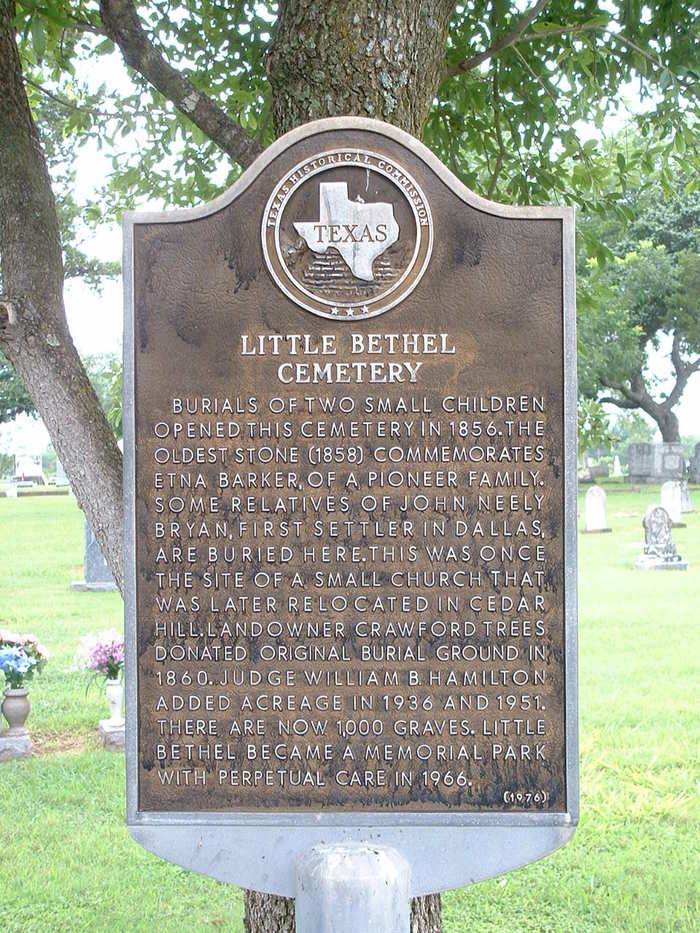 TEXAS HISTORICAL COMMISSION
TEXAS
LITTLE BETHEL
CEMETERY
BURIALS OF TWO SMALL CHILDREN
OPENED THIS CEMETERY IN 1856. THE
OLDEST STONE (1858) COMMEMORATES
ETNA BARKER, OF A PIONEER FAMILY.
SOME RELATIVES OF JOHN NEELY
BRYAN, FIRST SETTLER IN DALLAS,
ARE BURIED HERE. THIS WAS ONCE
THE SITE OF A SMALL CHURCH THAT
WAS LATER RELOCATED IN CEDAR
HILL. LANDOWNER CRAWFORD TREES
DONATED ORIGINAL BURIAL GROUND IN
1860. JUDGE WILLIAM B. HAMILTON
ADDED ACREAGE IN 1936 AND 1951.
THERE ARE NOW 1,000 GRAVES. LITTLE
BETHEL BECAME A MEMORIAL PARK
WITH PERPETUAL CARE IN 1966.
(1976)